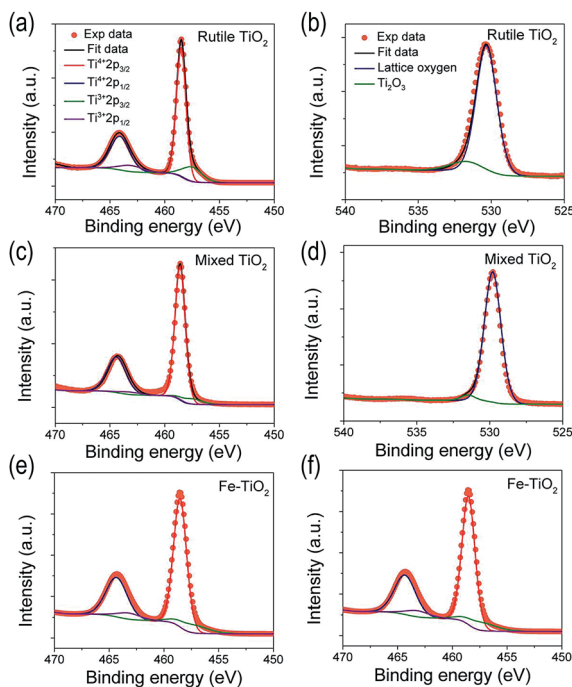 (a)
Exp data
Fit data
Ti⁴⁺2p₃/₂
Ti⁴⁺2p₁/₂
Ti³⁺2p₃/₂
Ti³⁺2p₁/₂
Rutile TiO₂
Intensity (a.u.)
470 465 460 455 450
Binding energy (eV)
(b)
Exp data
Fit data
Lattice oxygen
Ti₂O₃
Rutile TiO₂
Intensity (a.u.)
540 535 530 525
Binding energy (eV)
(c)
Mixed TiO₂
Intensity (a.u.)
470 465 460 455 450
Binding energy (eV)
(d)
Mixed TiO₂
Intensity (a.u.)
540 535 530 525
Binding energy (eV)
(e)
Fe-TiO₂
Intensity (a.u.)
470 465 460 455 450
Binding energy (eV)
(f)
Fe-TiO₂
Intensity (a.u.)
470 465 460 455 450
Binding energy (eV)